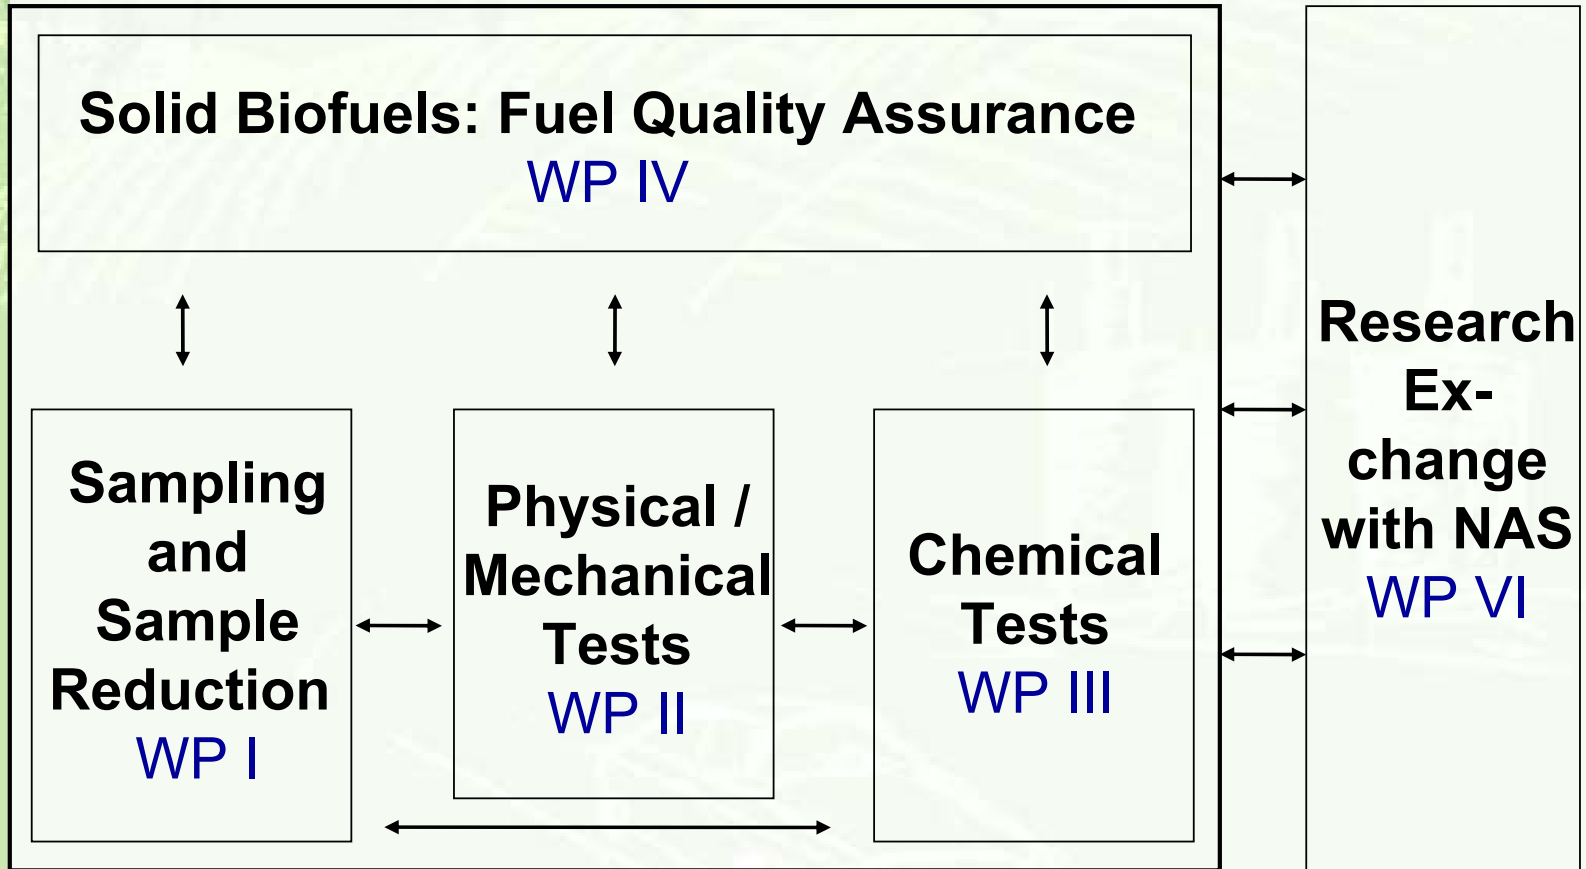 Solid Biofuels: Fuel Quality Assurance
WP IV
Sampling
and
Sample
Reduction
WP I
Physical /
Mechanical
Tests
WP II
Chemical
Tests
WP III
Research
Ex-
change
with NAS
WP VI